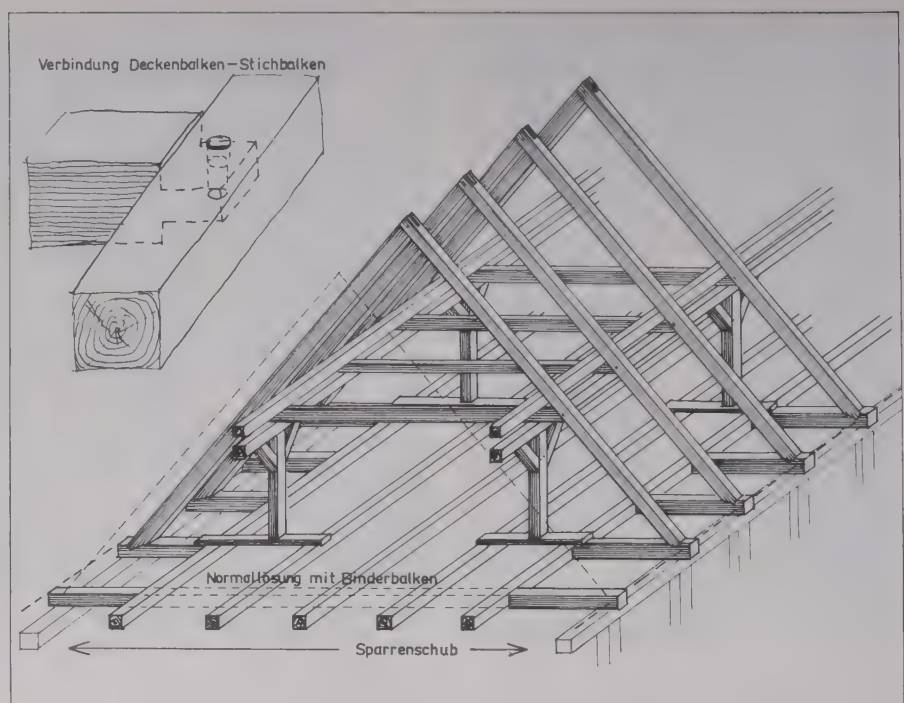 Verbindung Deckenbalken–Stichbalken
Normallösung mit Binderbalken
Sparrenschub